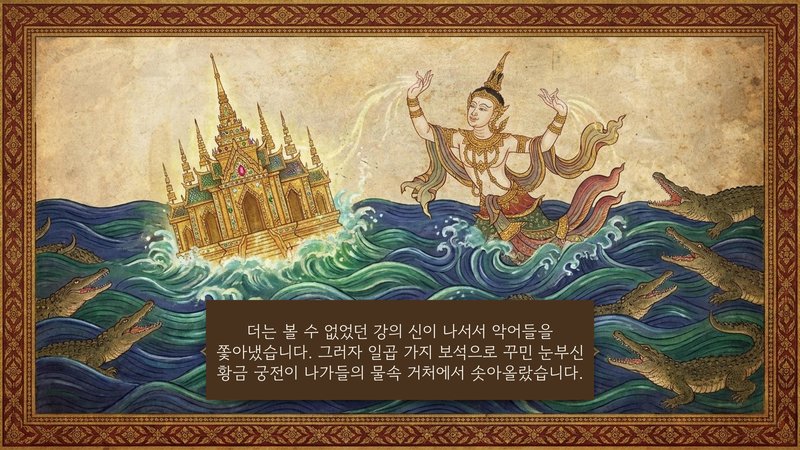 더는 볼 수 없었던 강의 신이 나서서 악어들을
쫓아냈습니다. 그러자 일곱 가지 보석으로 꾸민 눈부신
황금 궁전이 나가들의 물속 거처에서 솟아올랐습니다.